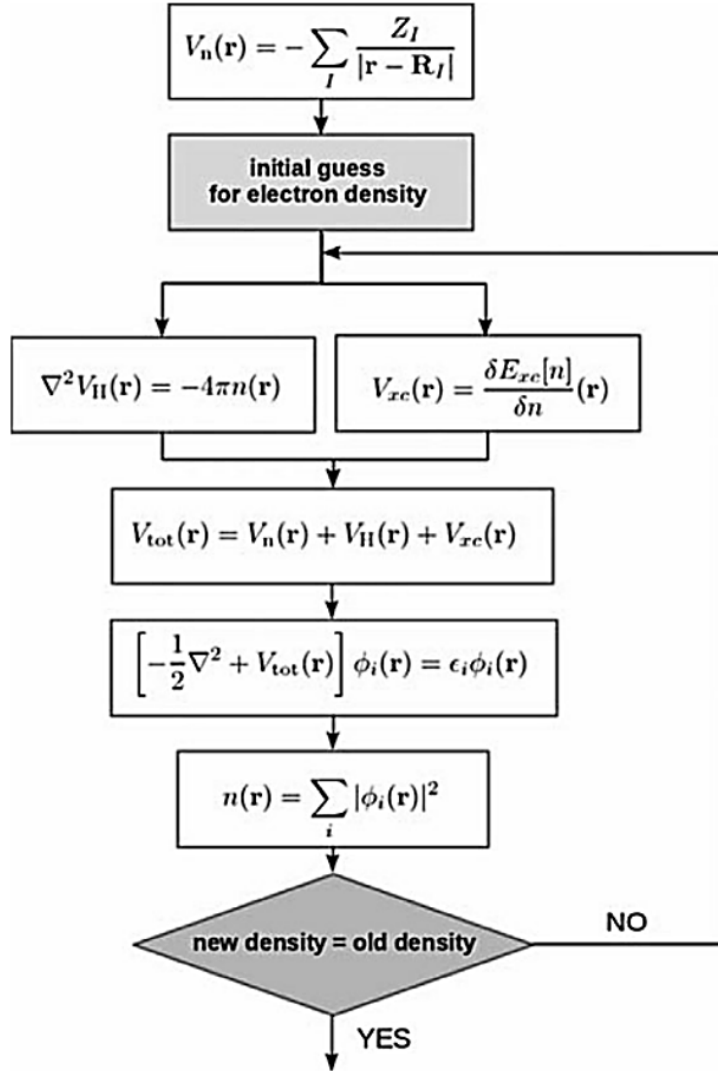 V_n(r) = − ∑_I Z_I / |r − R_I|
initial guess
for electron density
∇²V_H(r) = −4πn(r)
V_xc(r) = δE_xc[n] / δn (r)
V_tot(r) = V_n(r) + V_H(r) + V_xc(r)
[−1/2 ∇² + V_tot(r)] ϕ_i(r) = ϵ_i ϕ_i(r)
n(r) = ∑_i |ϕ_i(r)|²
new density = old density
NO
YES